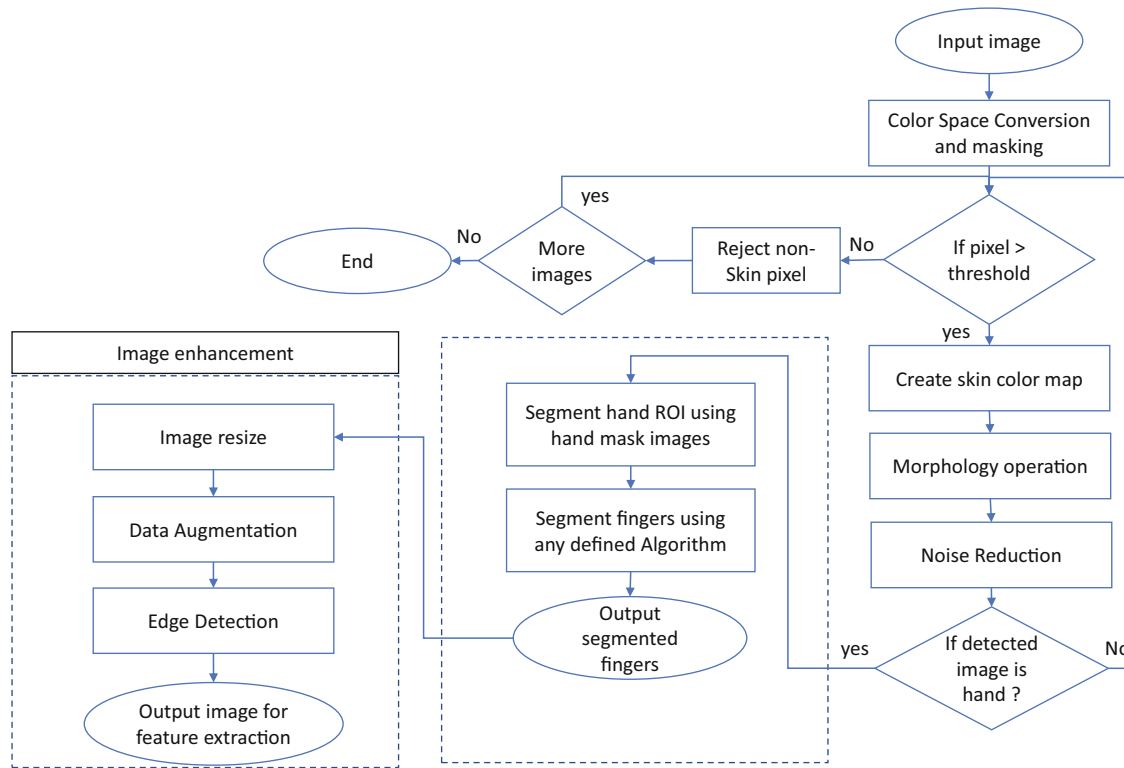 Input image
Color Space Conversion
and masking
yes
No
More
images
End
Reject non-
Skin pixel
No
If pixel >
threshold
yes
Image enhancement
Create skin color map
Segment hand ROI using
hand mask images
Image resize
Morphology operation
Segment fingers using
any defined Algorithm
Data Augmentation
Noise Reduction
Edge Detection
Output
segmented
fingers
yes
If detected
image is
hand ?
No
Output image for
feature extraction